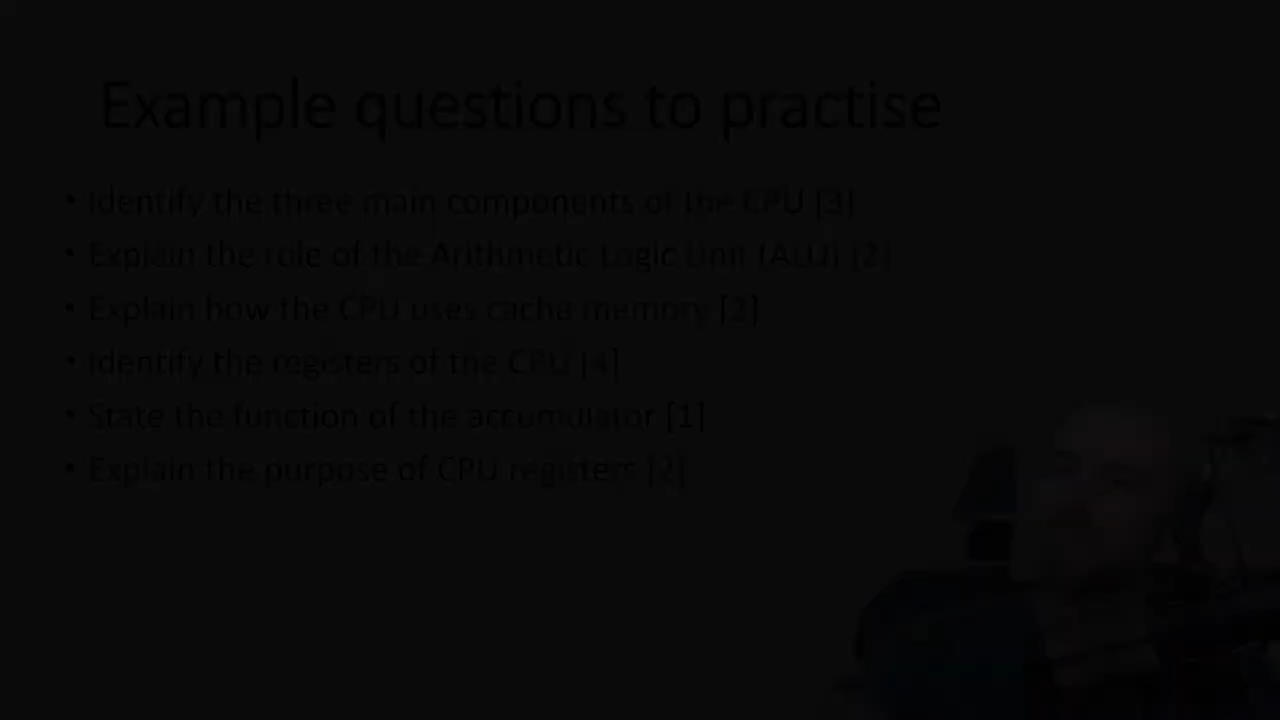 Example questions to practise
• Identify the three main components of the CPU [3]
• Explain the role of the Arithmetic Logic Unit (ALU) [2]
• Explain how the CPU uses cache memory [2]
• Identify the registers of the CPU [4]
• State the function of the accumulator [1]
• Explain the purpose of CPU registers [2]